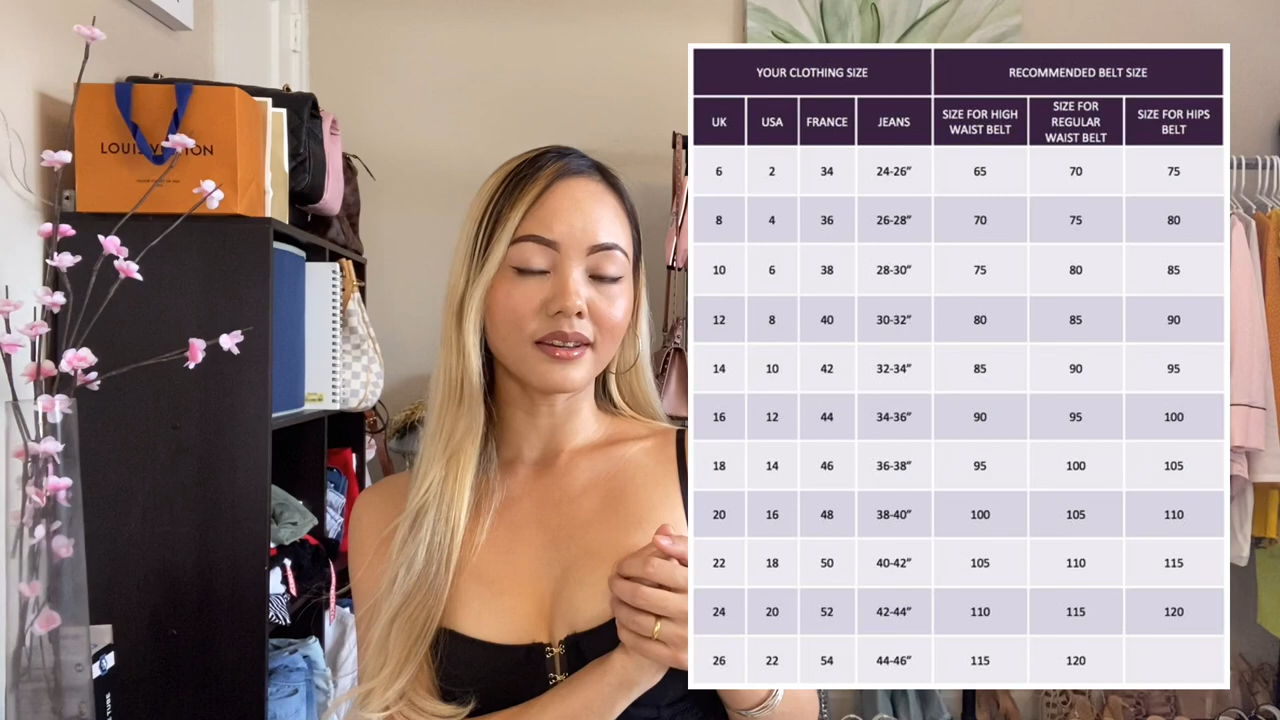 LOUIS VUITTON
YOUR CLOTHING SIZE RECOMMENDED BELT SIZE
UK USA FRANCE JEANS SIZE FOR HIGH WAIST BELT SIZE FOR REGULAR WAIST BELT SIZE FOR HIPS BELT
6 2 34 24-26" 65 70 75
8 4 36 26-28" 70 75 80
10 6 38 28-30" 75 80 85
12 8 40 30-32" 80 85 90
14 10 42 32-34" 85 90 95
16 12 44 34-36" 90 95 100
18 14 46 36-38" 95 100 105
20 16 48 38-40" 100 105 110
22 18 50 40-42" 105 110 115
24 20 52 42-44" 110 115 120
26 22 54 44-46" 115 120